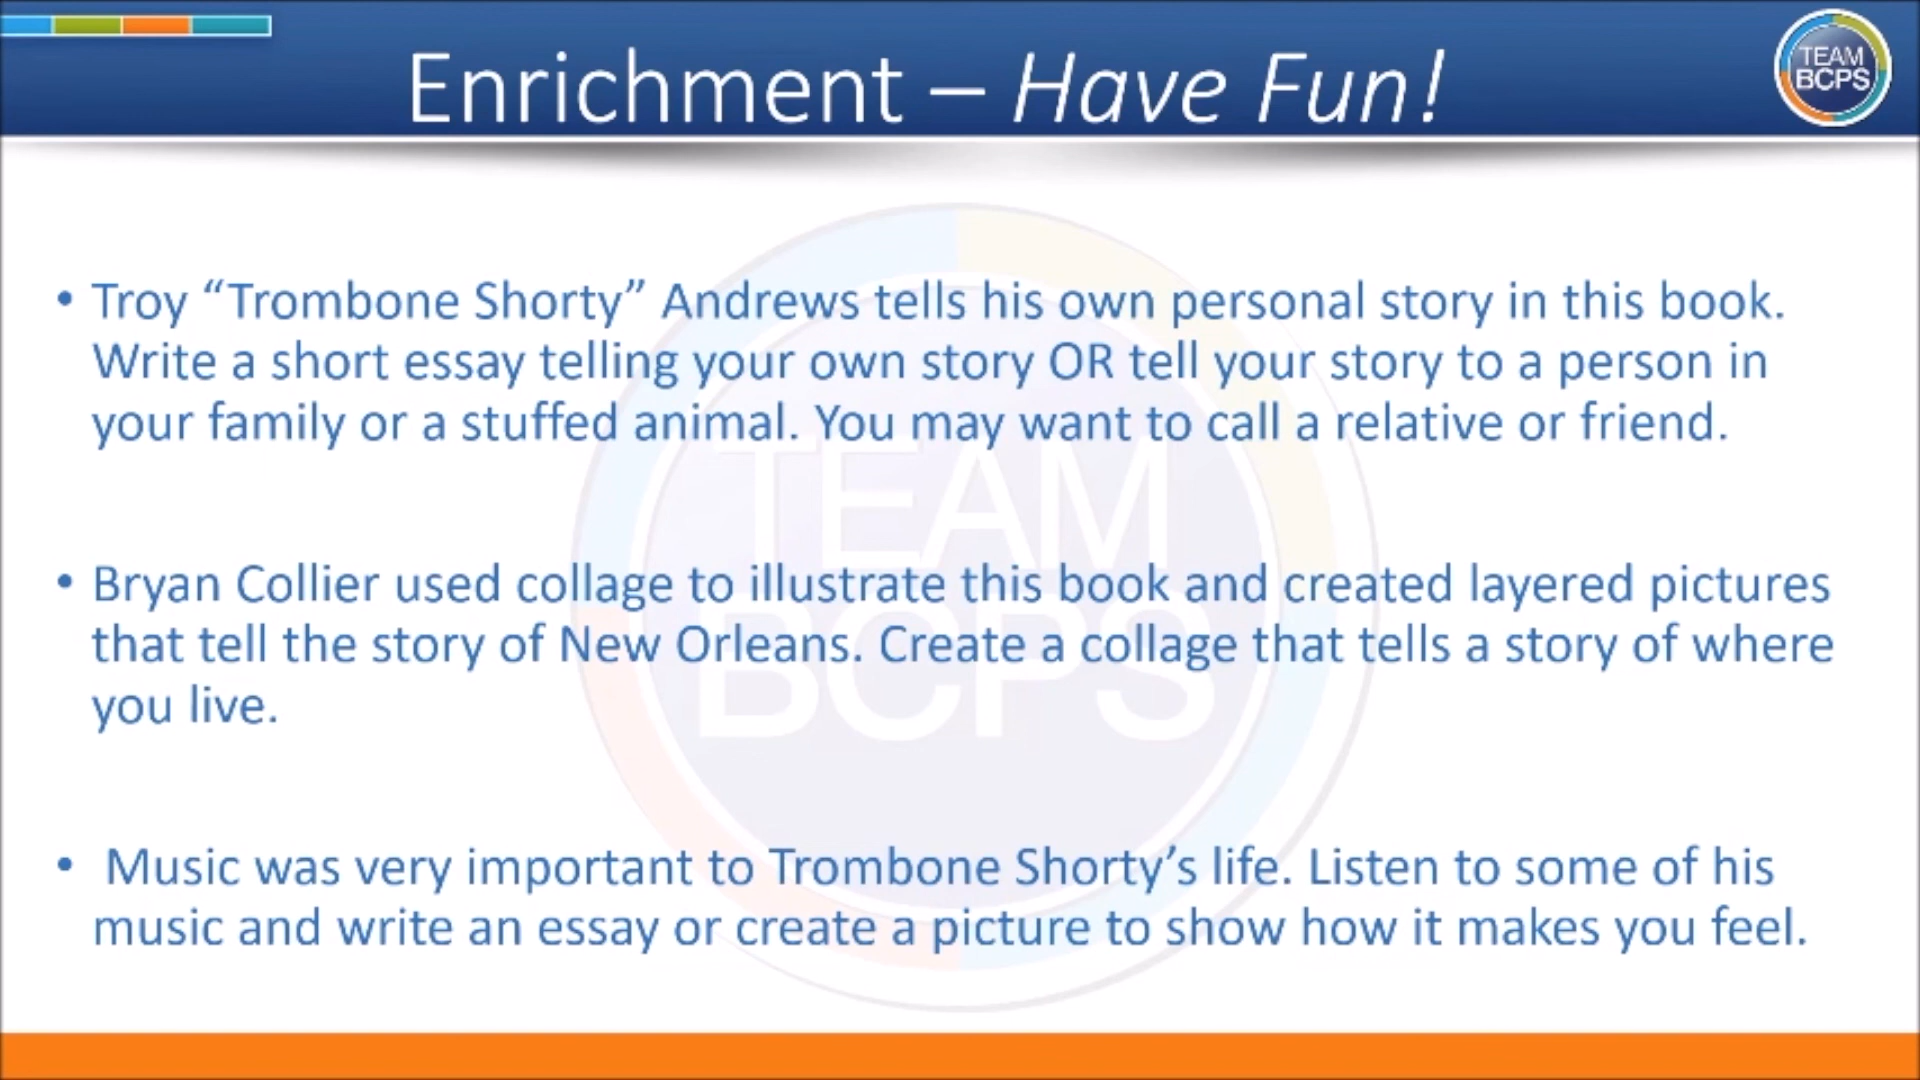 Enrichment – Have Fun!
TEAM
BCPS
• Troy “Trombone Shorty” Andrews tells his own personal story in this book.
Write a short essay telling your own story OR tell your story to a person in
your family or a stuffed animal. You may want to call a relative or friend.
• Bryan Collier used collage to illustrate this book and created layered pictures
that tell the story of New Orleans. Create a collage that tells a story of where
you live.
• Music was very important to Trombone Shorty’s life. Listen to some of his
music and write an essay or create a picture to show how it makes you feel.
TEAM
BCPS